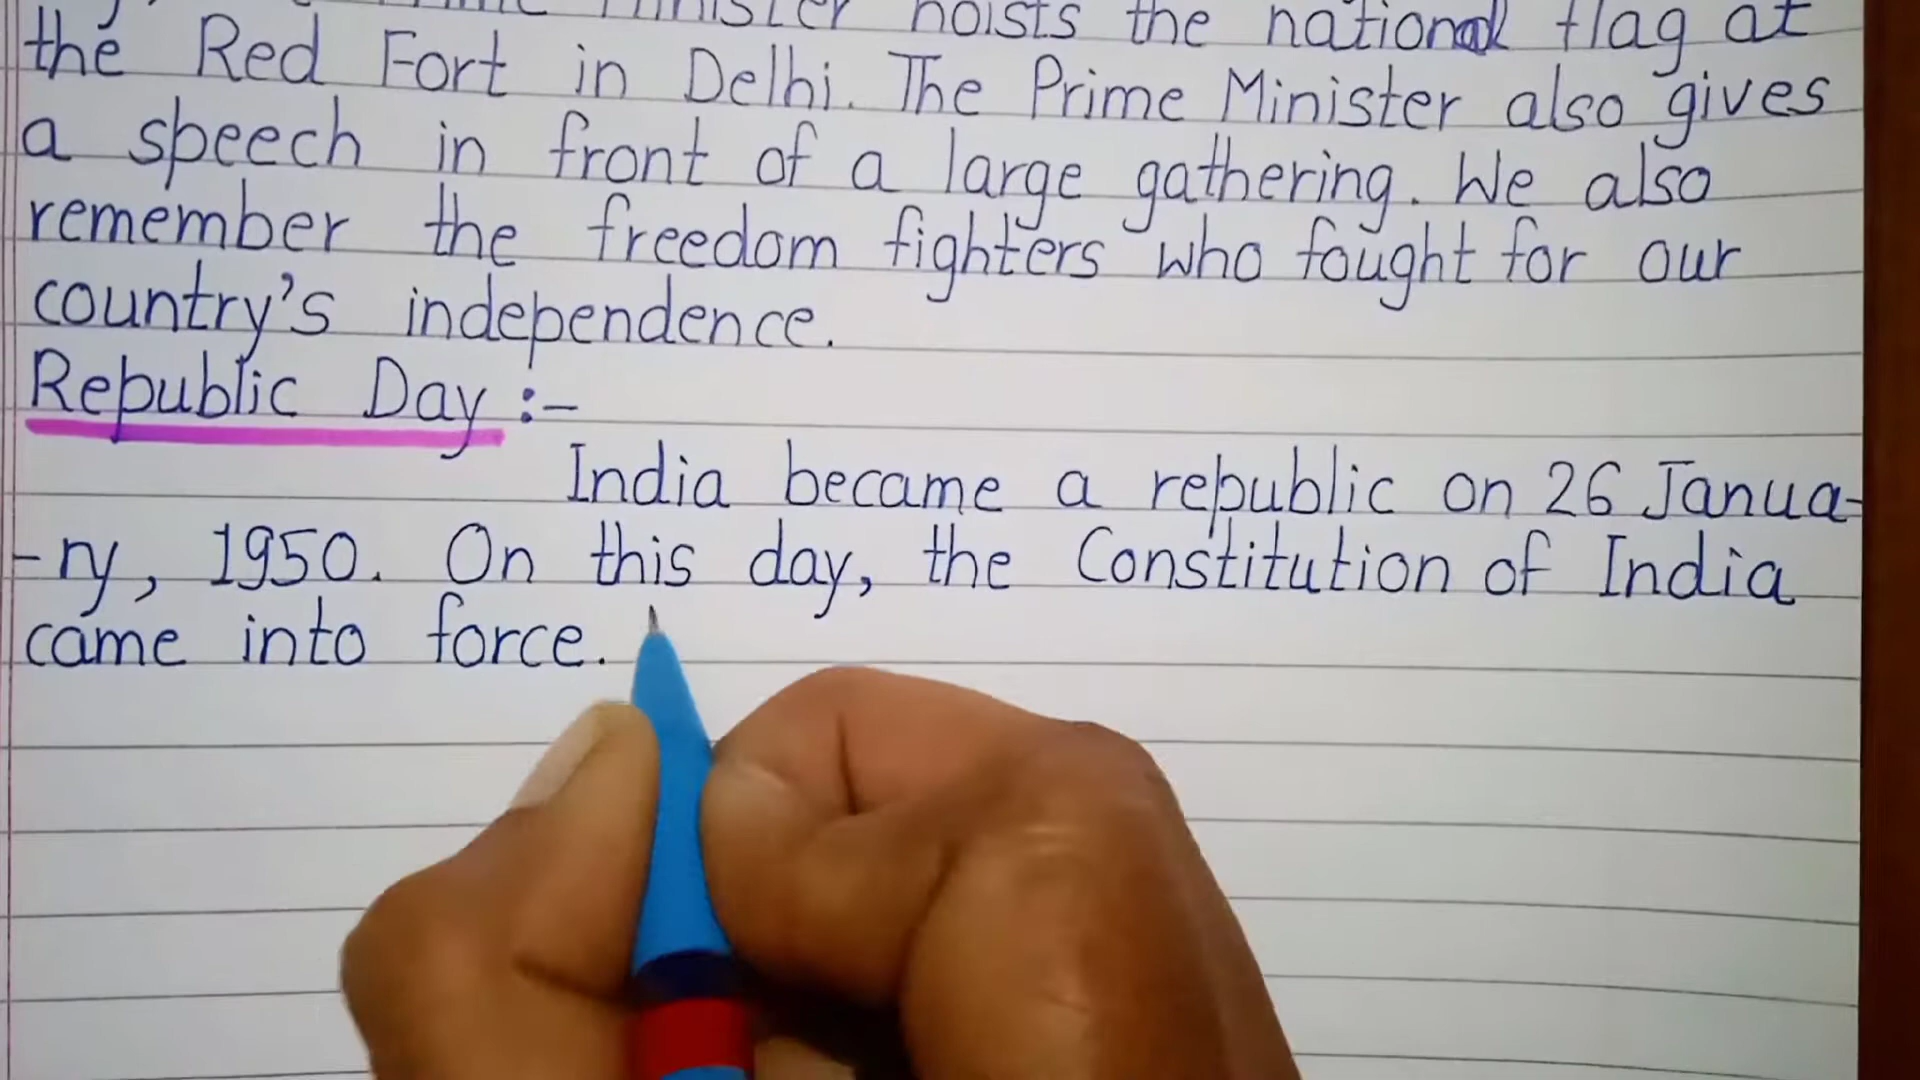 Minister hoists the national flag at
the Red Fort in Delhi. The Prime Minister also gives
a speech in front of a large gathering. We also
remember the freedom fighters who fought for our
country's independence.
Republic Day :-
India became a republic on 26 Janua-
-ry, 1950. On this day, the Constitution of India
came into force.